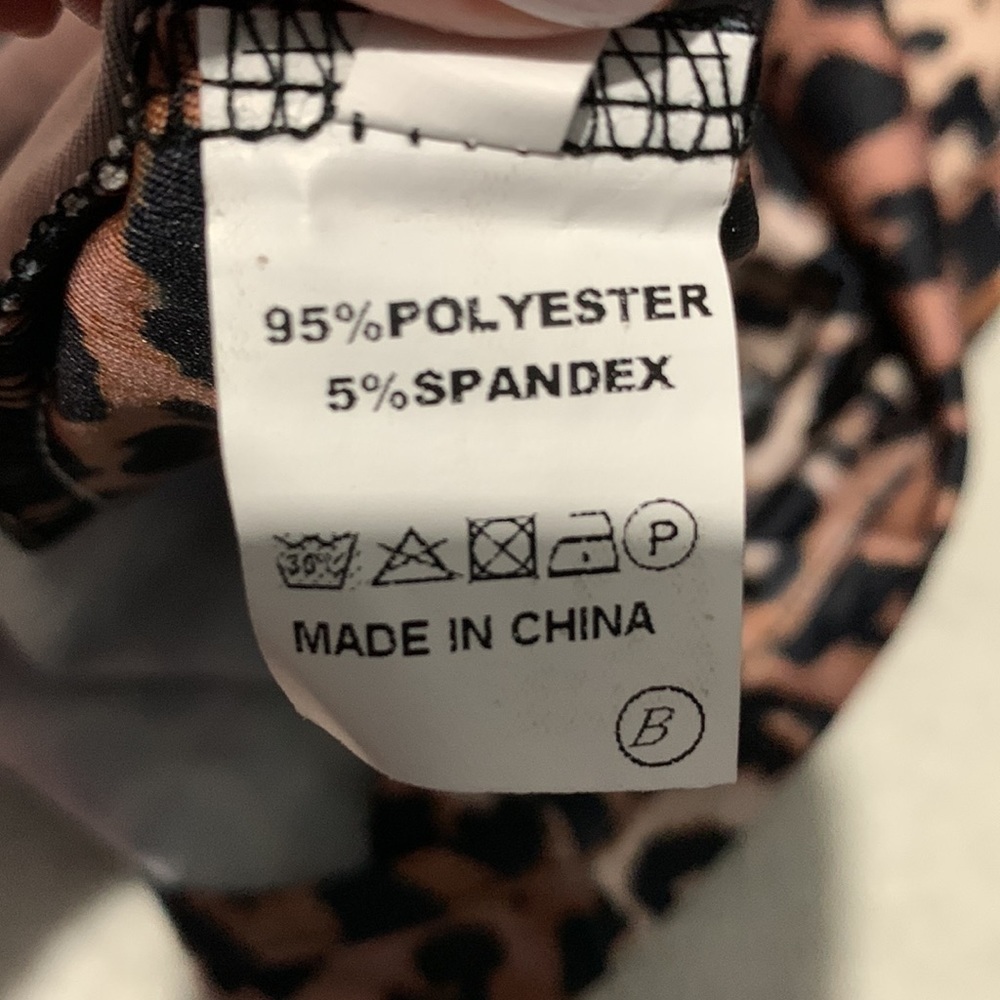 95%POLYESTER
5%SPANDEX
30°C P
MADE IN CHINA
B